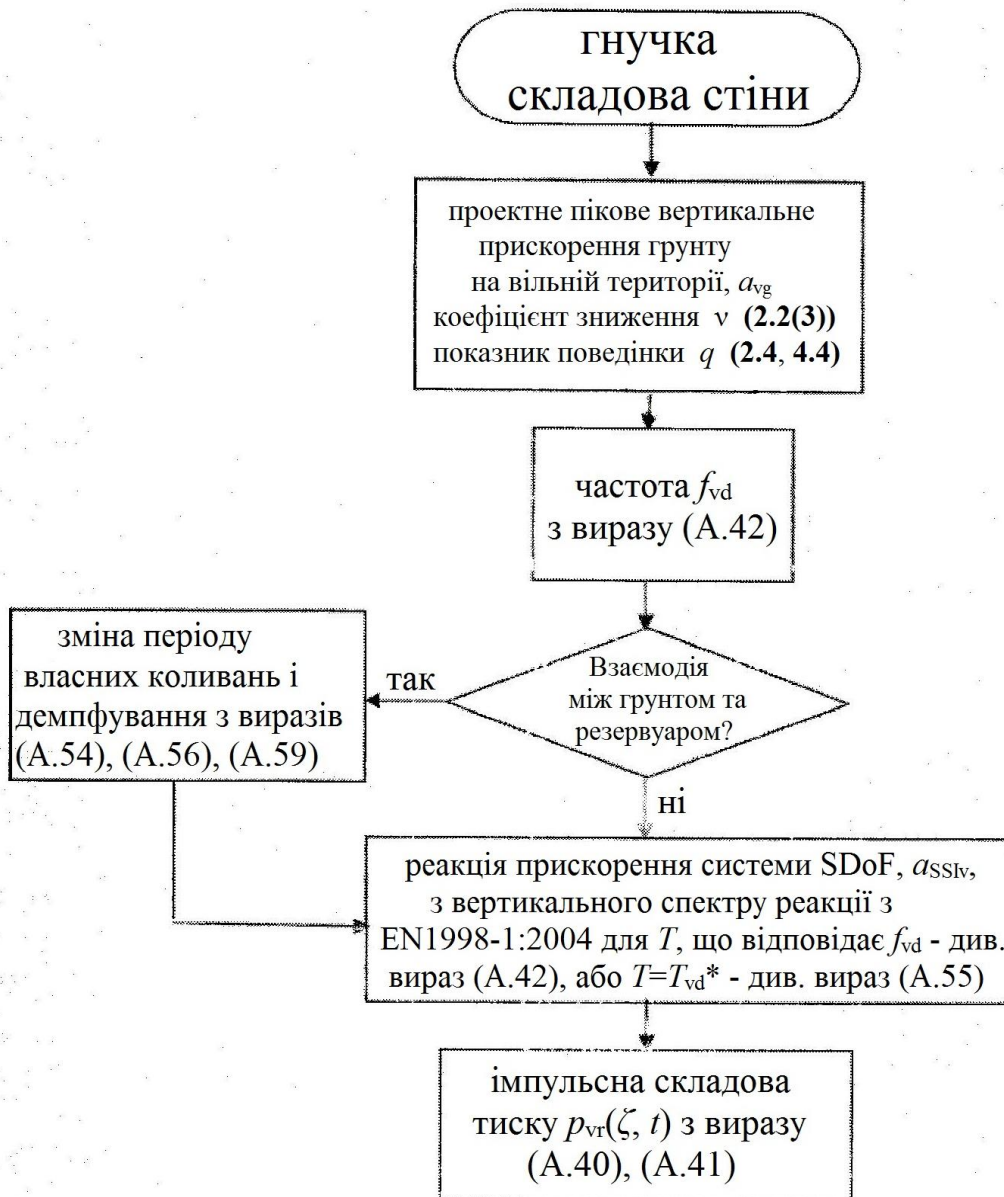 гнучка
складова стіни
проектне пікове вертикальне
прискорення грунту
на вільній території, avg
коефіцієнт зниження ν (2.2(3))
показник поведінки q (2.4, 4.4)
частота fvd
з виразу (А.42)
Взаємодія
між грунтом та
резервуаром?
так
зміна періоду
власних коливань і
демпфування з виразів
(А.54), (А.56), (А.59)
ні
реакція прискорення системи SDoF, aSSIv,
з вертикального спектру реакції з
EN1998-1:2004 для T, що відповідає fvd - див.
вираз (А.42), або T=Tvd* - див. вираз (А.55)
імпульсна складова
тиску pvr(ζ, t) з виразу
(А.40), (А.41)